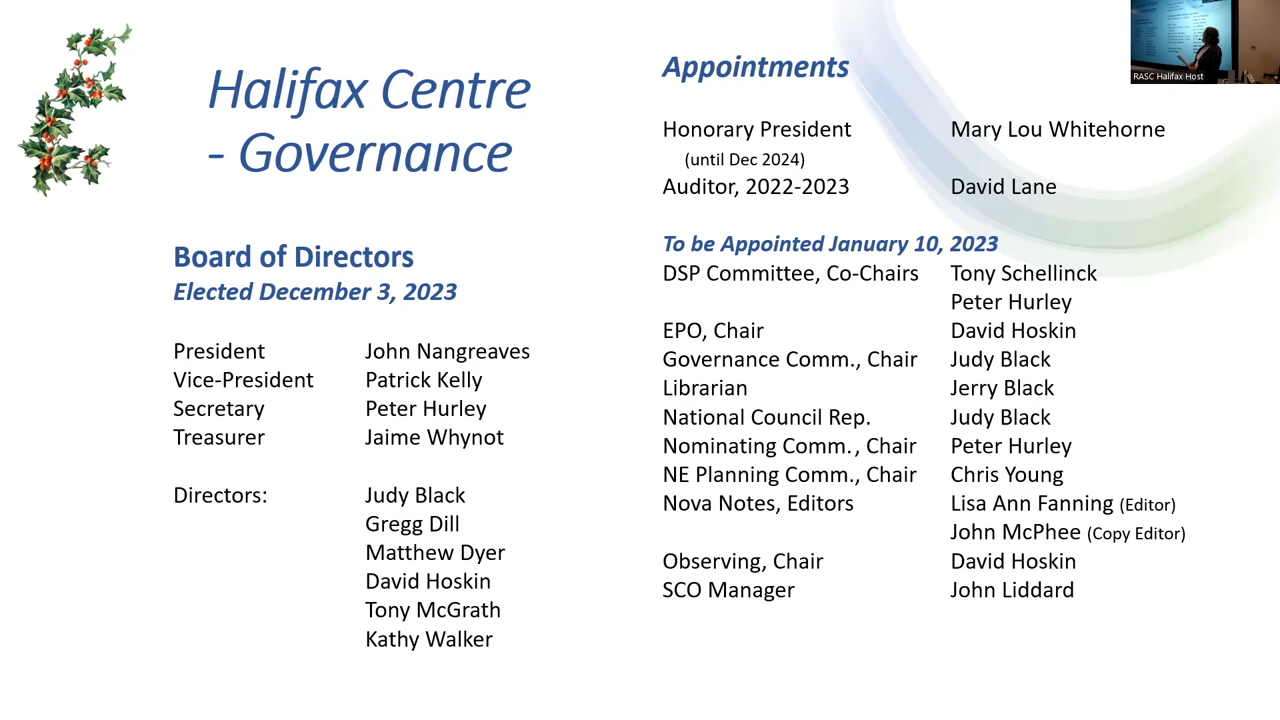 Halifax Centre
- Governance
Board of Directors
Elected December 3, 2023
President John Nangreaves
Vice-President Patrick Kelly
Secretary Peter Hurley
Treasurer Jaime Whynot
Directors: Judy Black
Gregg Dill
Matthew Dyer
David Hoskin
Tony McGrath
Kathy Walker
Appointments
Honorary President Mary Lou Whitehorne
(until Dec 2024)
Auditor, 2022-2023 David Lane
To be Appointed January 10, 2023
DSP Committee, Co-Chairs Tony Schellinck
Peter Hurley
EPO, Chair David Hoskin
Governance Comm., Chair Judy Black
Librarian Jerry Black
National Council Rep. Judy Black
Nominating Comm., Chair Peter Hurley
NE Planning Comm., Chair Chris Young
Nova Notes, Editors Lisa Ann Fanning (Editor)
John McPhee (Copy Editor)
Observing, Chair David Hoskin
SCO Manager John Liddard
RASC Halifax Host